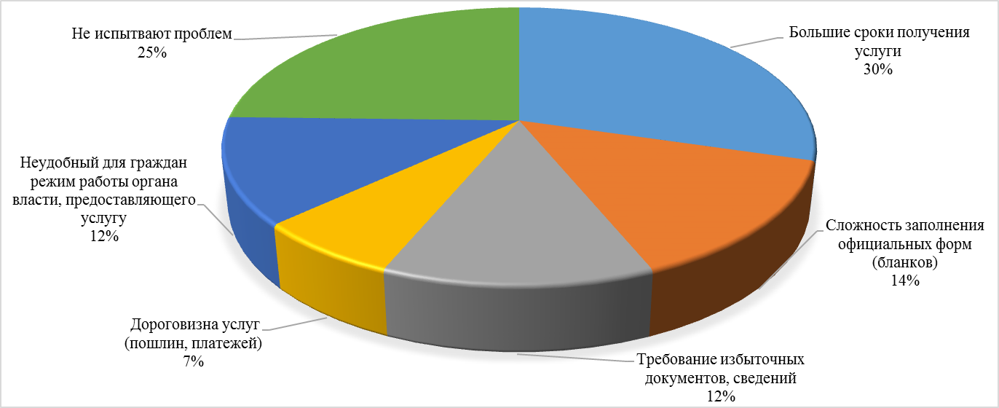 Не испытвают проблем
25%
Большие сроки получения
услуги
30%
Неудобный для граждан
режим работы органа
власти, предоставляющего
услугу
12%
Сложность заполнения
официальных форм
(бланков)
14%
Дороговизна услуг
(пошлин, платежей)
7%
Требование избыточных
документов, сведений
12%